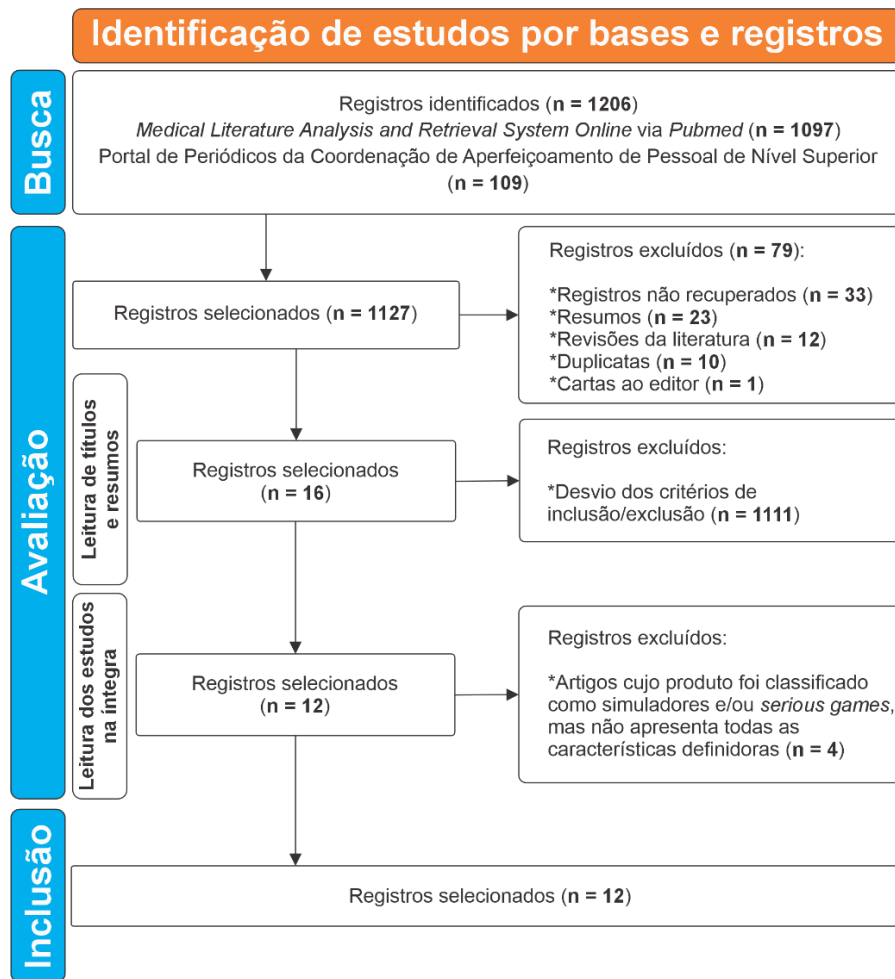 Identificação de estudos por bases e registros
Busca
Registros identificados (n = 1206)
Medical Literature Analysis and Retrieval System Online via Pubmed (n = 1097)
Portal de Periódicos da Coordenação de Aperfeiçoamento de Pessoal de Nível Superior
(n = 109)
Avaliação
Registros selecionados (n = 1127)
Registros excluídos (n = 79):
*Registros não recuperados (n = 33)
*Resumos (n = 23)
*Revisões da literatura (n = 12)
*Duplicatas (n = 10)
*Cartas ao editor (n = 1)
Leitura de títulos
e resumos
Registros selecionados
(n = 16)
Registros excluídos:
*Desvio dos critérios de
inclusão/exclusão (n = 1111)
Leitura dos estudos
na íntegra
Registros selecionados
(n = 12)
Registros excluídos:
*Artigos cujo produto foi classificado
como simuladores e/ou serious games,
mas não apresenta todas as
características definidoras (n = 4)
Inclusão
Registros selecionados (n = 12)